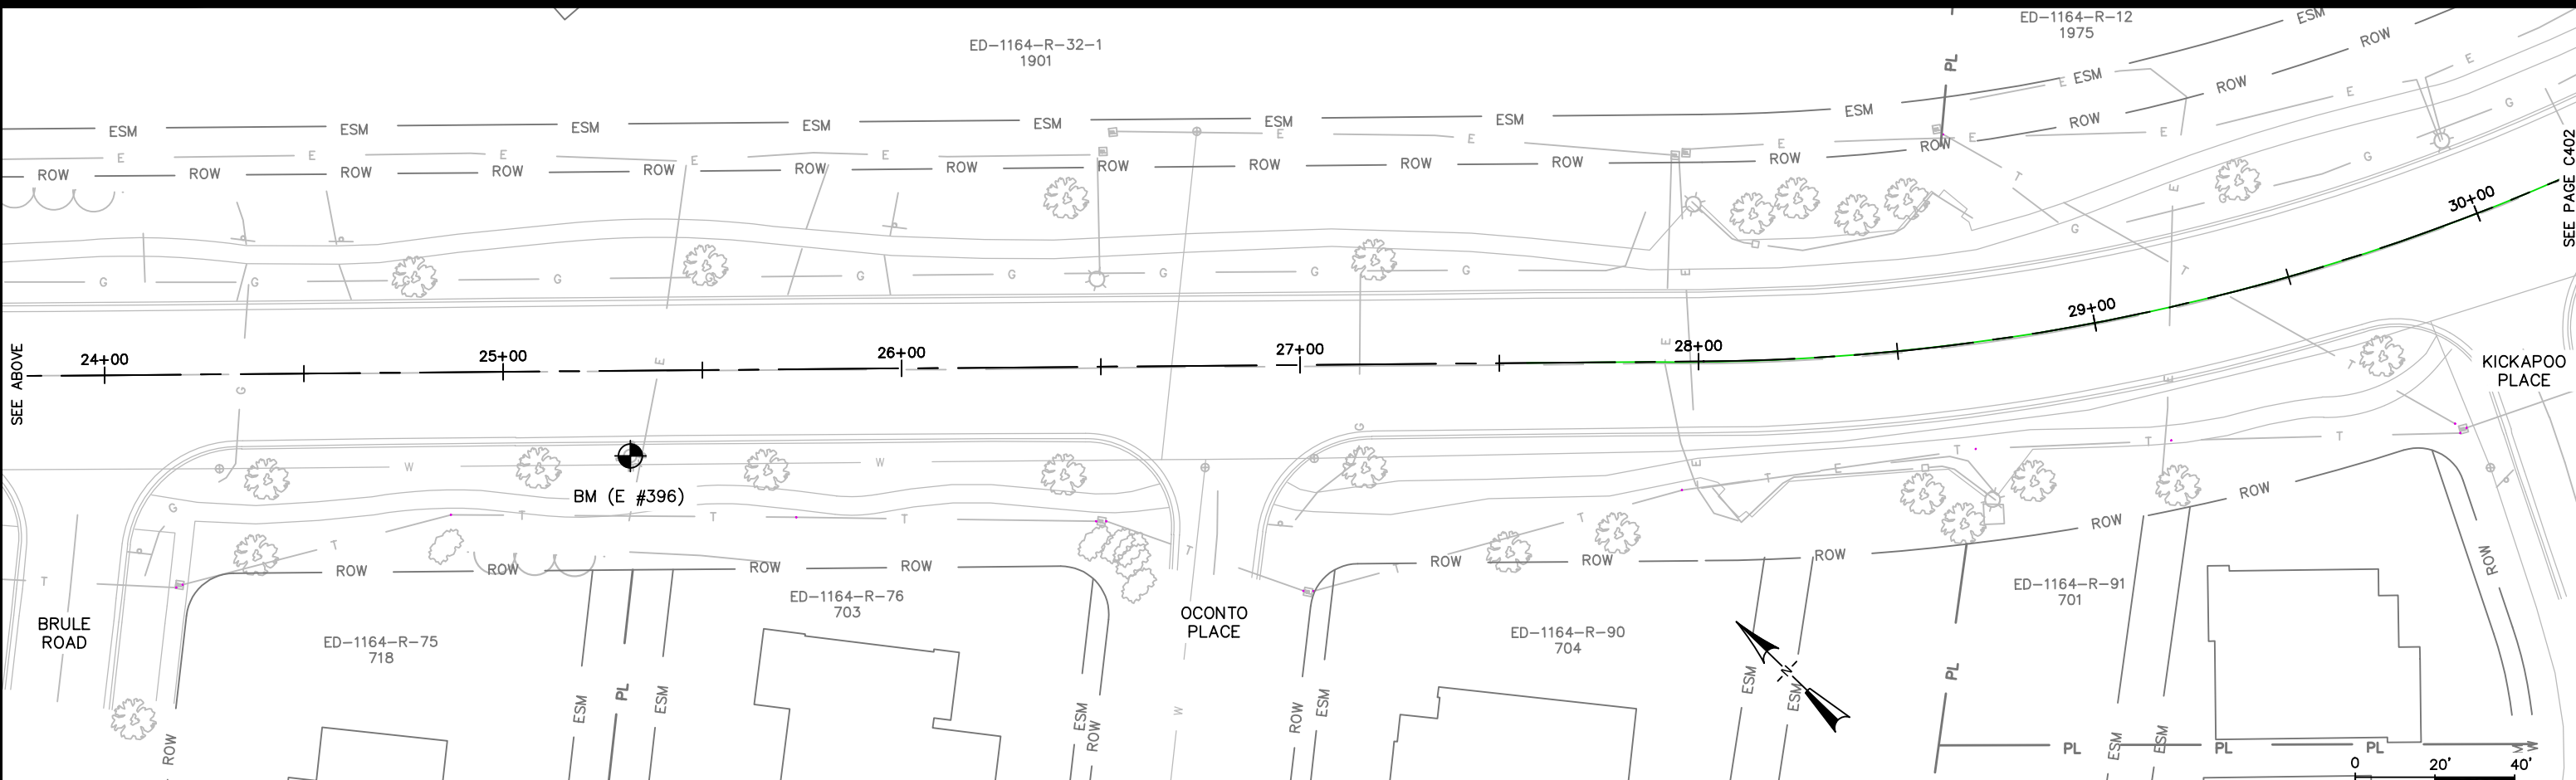 ED-1164-R-12
1975
ESM
ED-1164-R-32-1
1901
ROW
PL
E
ESM
E
ROW
E
G
ESM ESM ESM ESM ESM ESM ESM ESM
ROW
E E E E E E E E E E E
ROW ROW ROW ROW ROW ROW ROW ROW ROW ROW ROW ROW
G
T
E
SEE PAGE C402
30+00
G
G G G G G G G G G G
E
T
29+00
24+00 25+00 26+00 27+00 28+00
E
E
SEE ABOVE
G
E
T
KICKAPOO
PLACE
G
W W
E
T E T T
BM (E #396)
G
T T T T
ROW
ROW
T
T
ROW ROW ROW ROW ROW ROW ROW
T
ROW
T
ED-1164-R-76
703
ED-1164-R-91
701
BRULE
ROAD
OCONTO
PLACE
ED-1164-R-75
718
ED-1164-R-90
704
N
ESM PL ESM ESM ROW W ROW ESM ESM ESM PL
ROW
ESM ESM
PL PL PL
W
0 20' 40'